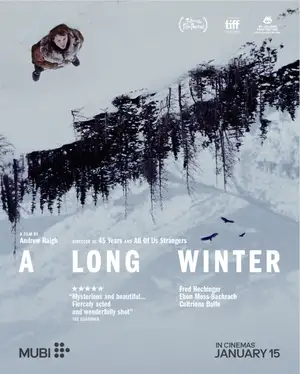 tiff
A FILM BY
Andrew Haigh
DIRECTOR OF 45 Years AND All Of Us Strangers
A LONG WINTER
★★★★★
"Mysterious and beautiful...
Fiercely acted
and wonderfully shot"
THE GUARDIAN
Fred Hechinger
Ebon Moss-Bachrach
Caitríona Balfe
MUBI
IN CINEMAS
JANUARY 15